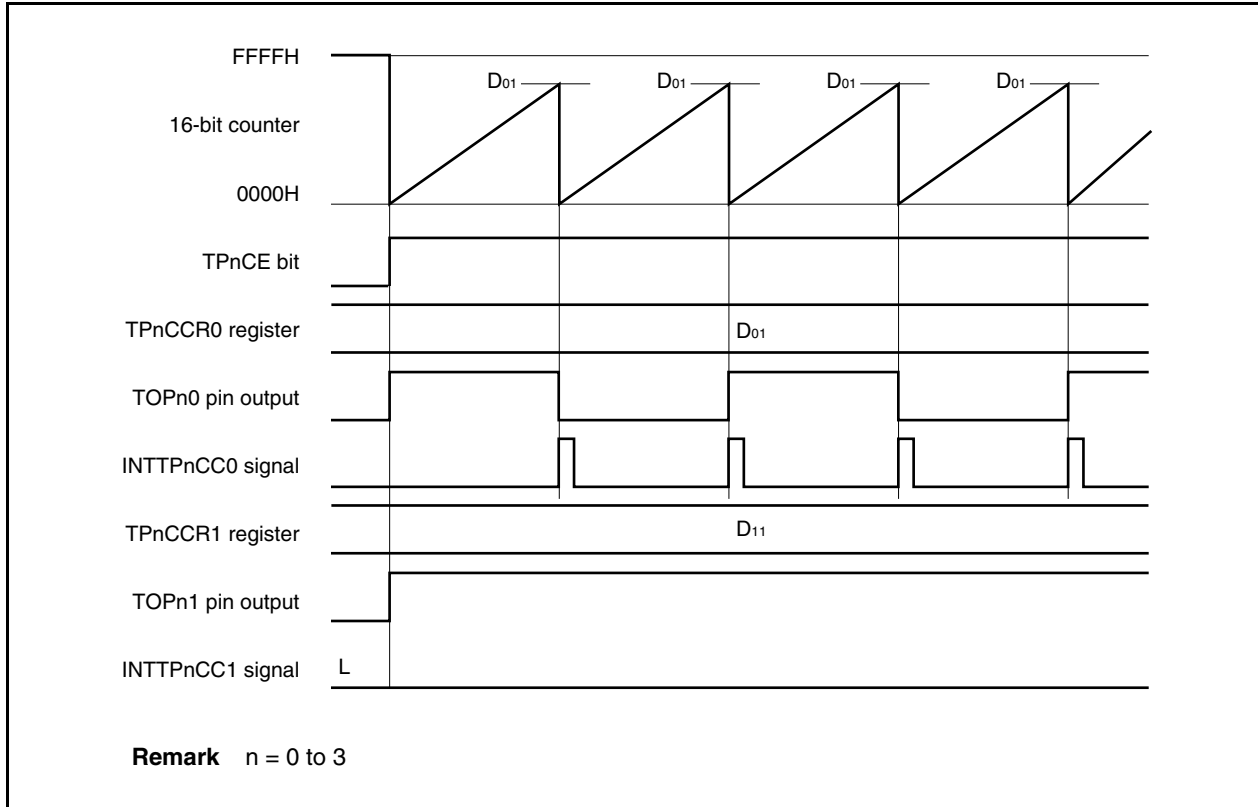 FFFFH
D01 D01 D01 D01
16-bit counter
0000H
TPnCE bit
TPnCCR0 register D01
TOPn0 pin output
INTTPnCC0 signal
TPnCCR1 register D11
TOPn1 pin output
INTTPnCC1 signal L
Remark n = 0 to 3